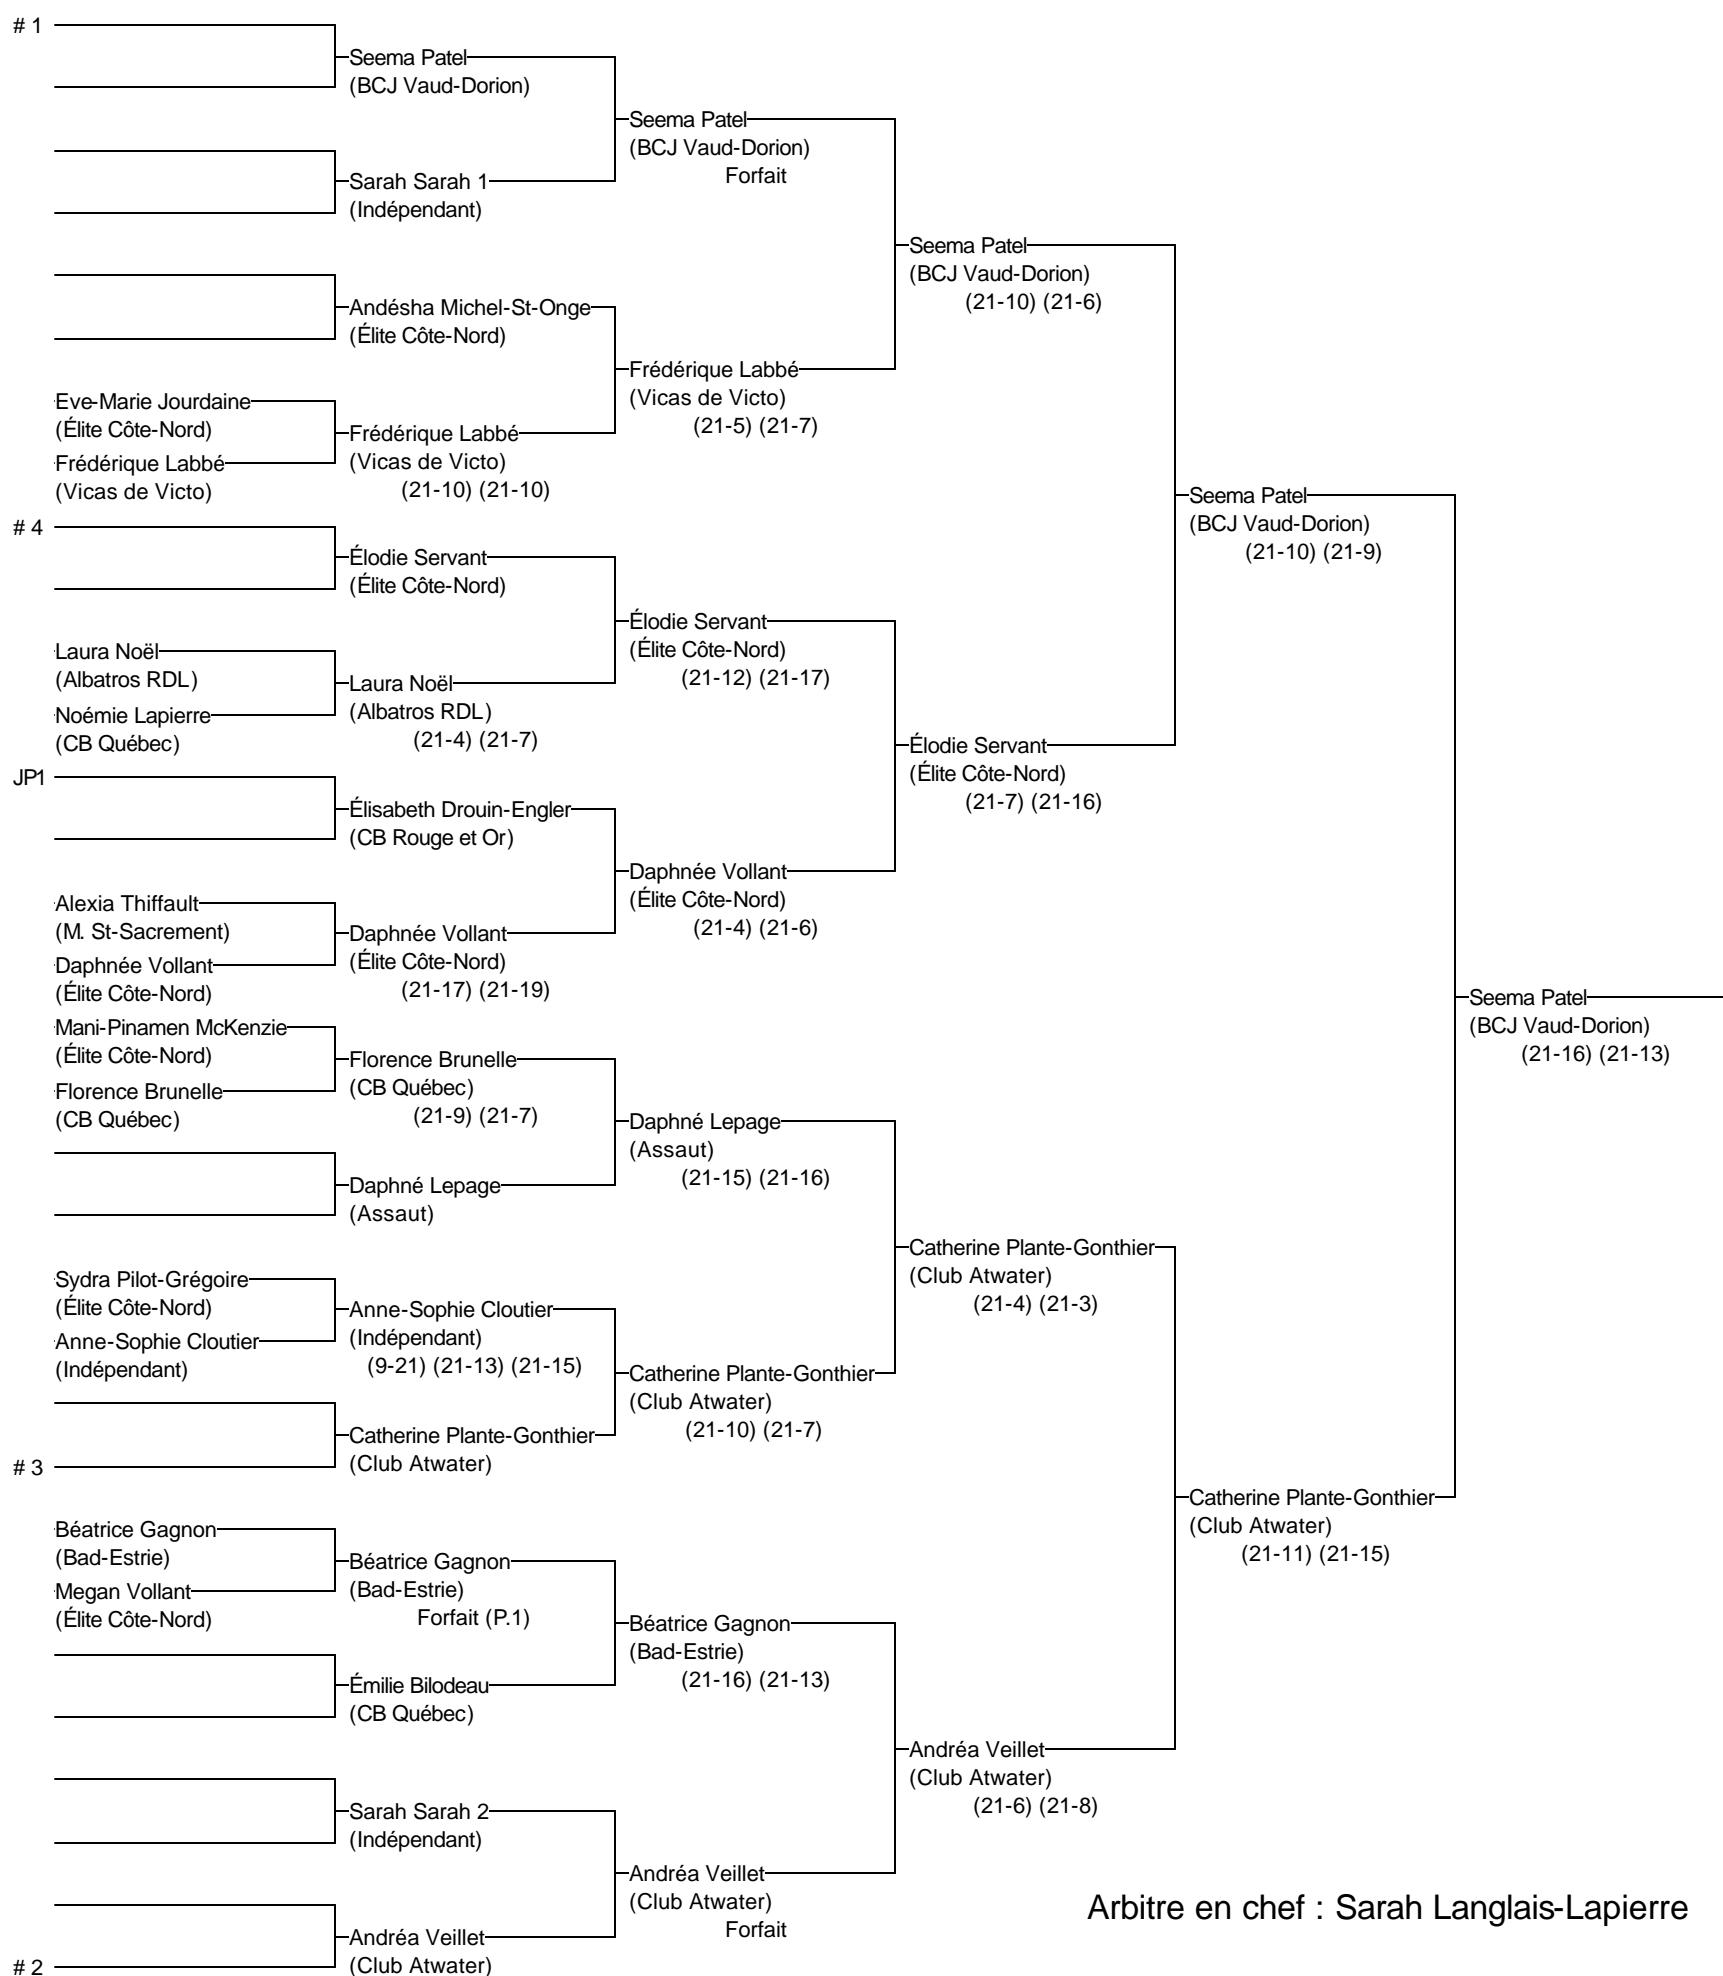 # 1
Seema Patel
(BCJ Vaud-Dorion)
Seema Patel
(BCJ Vaud-Dorion)
Forfait
Sarah Sarah 1
(Indépendant)
Seema Patel
(BCJ Vaud-Dorion)
(21-10) (21-6)
Andésha Michel-St-Onge
(Élite Côte-Nord)
Frédérique Labbé
(Vicas de Victo)
(21-5) (21-7)
Eve-Marie Jourdaine
(Élite Côte-Nord)
Frédérique Labbé
(Vicas de Victo)
Frédérique Labbé
(Vicas de Victo)
(21-10) (21-10)
Seema Patel
(BCJ Vaud-Dorion)
(21-10) (21-9)
# 4
Élodie Servant
(Élite Côte-Nord)
Élodie Servant
(Élite Côte-Nord)
(21-12) (21-17)
Laura Noël
(Albatros RDL)
Noémie Lapierre
(CB Québec)
Laura Noël
(Albatros RDL)
(21-4) (21-7)
Élodie Servant
(Élite Côte-Nord)
(21-7) (21-16)
JP1
Élisabeth Drouin-Engler
(CB Rouge et Or)
Daphnée Vollant
(Élite Côte-Nord)
(21-4) (21-6)
Alexia Thiffault
(M. St-Sacrement)
Daphnée Vollant
(Élite Côte-Nord)
Daphnée Vollant
(Élite Côte-Nord)
(21-17) (21-19)
Seema Patel
(BCJ Vaud-Dorion)
(21-16) (21-13)
Mani-Pinamen McKenzie
(Élite Côte-Nord)
Florence Brunelle
(CB Québec)
Florence Brunelle
(CB Québec)
(21-9) (21-7)
Daphné Lepage
(Assaut)
(21-15) (21-16)
Daphné Lepage
(Assaut)
Catherine Plante-Gonthier
(Club Atwater)
(21-4) (21-3)
Sydra Pilot-Grégoire
(Élite Côte-Nord)
Anne-Sophie Cloutier
(Indépendant)
Anne-Sophie Cloutier
(Indépendant)
(9-21) (21-13) (21-15)
Catherine Plante-Gonthier
(Club Atwater)
(21-10) (21-7)
Catherine Plante-Gonthier
(Club Atwater)
# 3
Catherine Plante-Gonthier
(Club Atwater)
(21-11) (21-15)
Béatrice Gagnon
(Bad-Estrie)
Megan Vollant
(Élite Côte-Nord)
Béatrice Gagnon
(Bad-Estrie)
Forfait (P.1)
Béatrice Gagnon
(Bad-Estrie)
(21-16) (21-13)
Émilie Bilodeau
(CB Québec)
Andréa Veillet
(Club Atwater)
(21-6) (21-8)
Sarah Sarah 2
(Indépendant)
Andréa Veillet
(Club Atwater)
Forfait
Andréa Veillet
(Club Atwater)
# 2
Arbitre en chef : Sarah Langlais-Lapierre